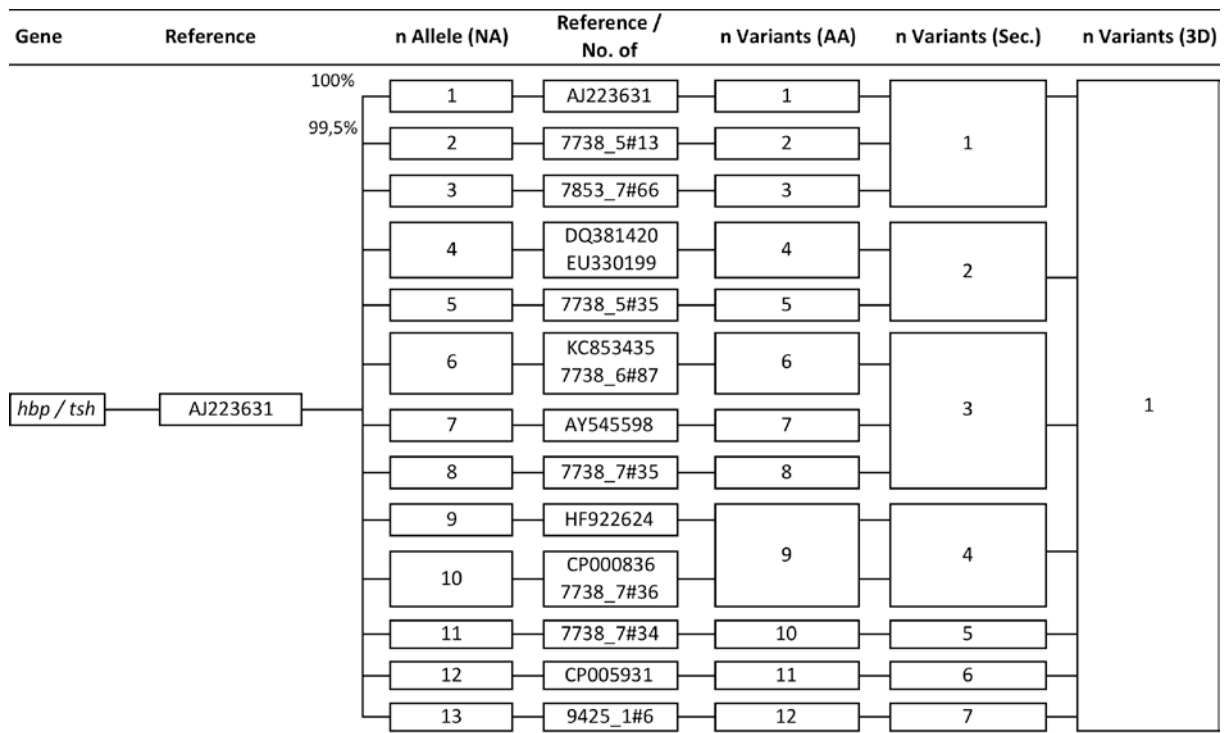 Gene Reference n Allele (NA) Reference / No. of n Variants (AA) n Variants (Sec.) n Variants (3D)
100%
1 AJ223631 1
99,5%
2 7738_5#13 2 1
3 7853_7#66 3
4 DQ381420 4
EU330199
2
5 7738_5#35 5
6 KC853435 6
7738_6#87
hbp / tsh AJ223631 3 1
7 AY545598 7
8 7738_7#35 8
9 HF922624
9 4
10 CP000836
7738_7#36
11 7738_7#34 10 5
12 CP005931 11 6
13 9425_1#6 12 7